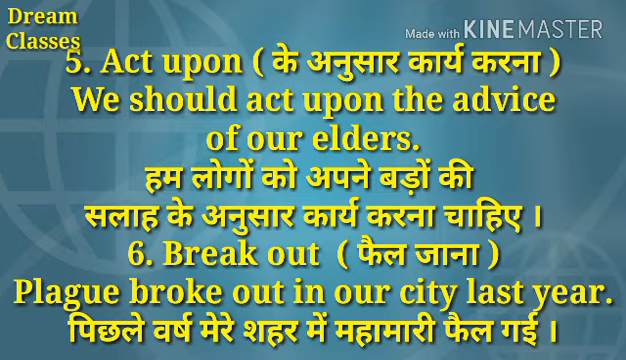 Dream
Classes
Made with KINEMASTER
5. Act upon ( के अनुसार कार्य करना )
We should act upon the advice
of our elders.
हम लोगों को अपने बड़ों की
सलाह के अनुसार कार्य करना चाहिए ।
6. Break out ( फैल जाना )
Plague broke out in our city last year.
पिछले वर्ष मेरे शहर में महामारी फैल गई ।